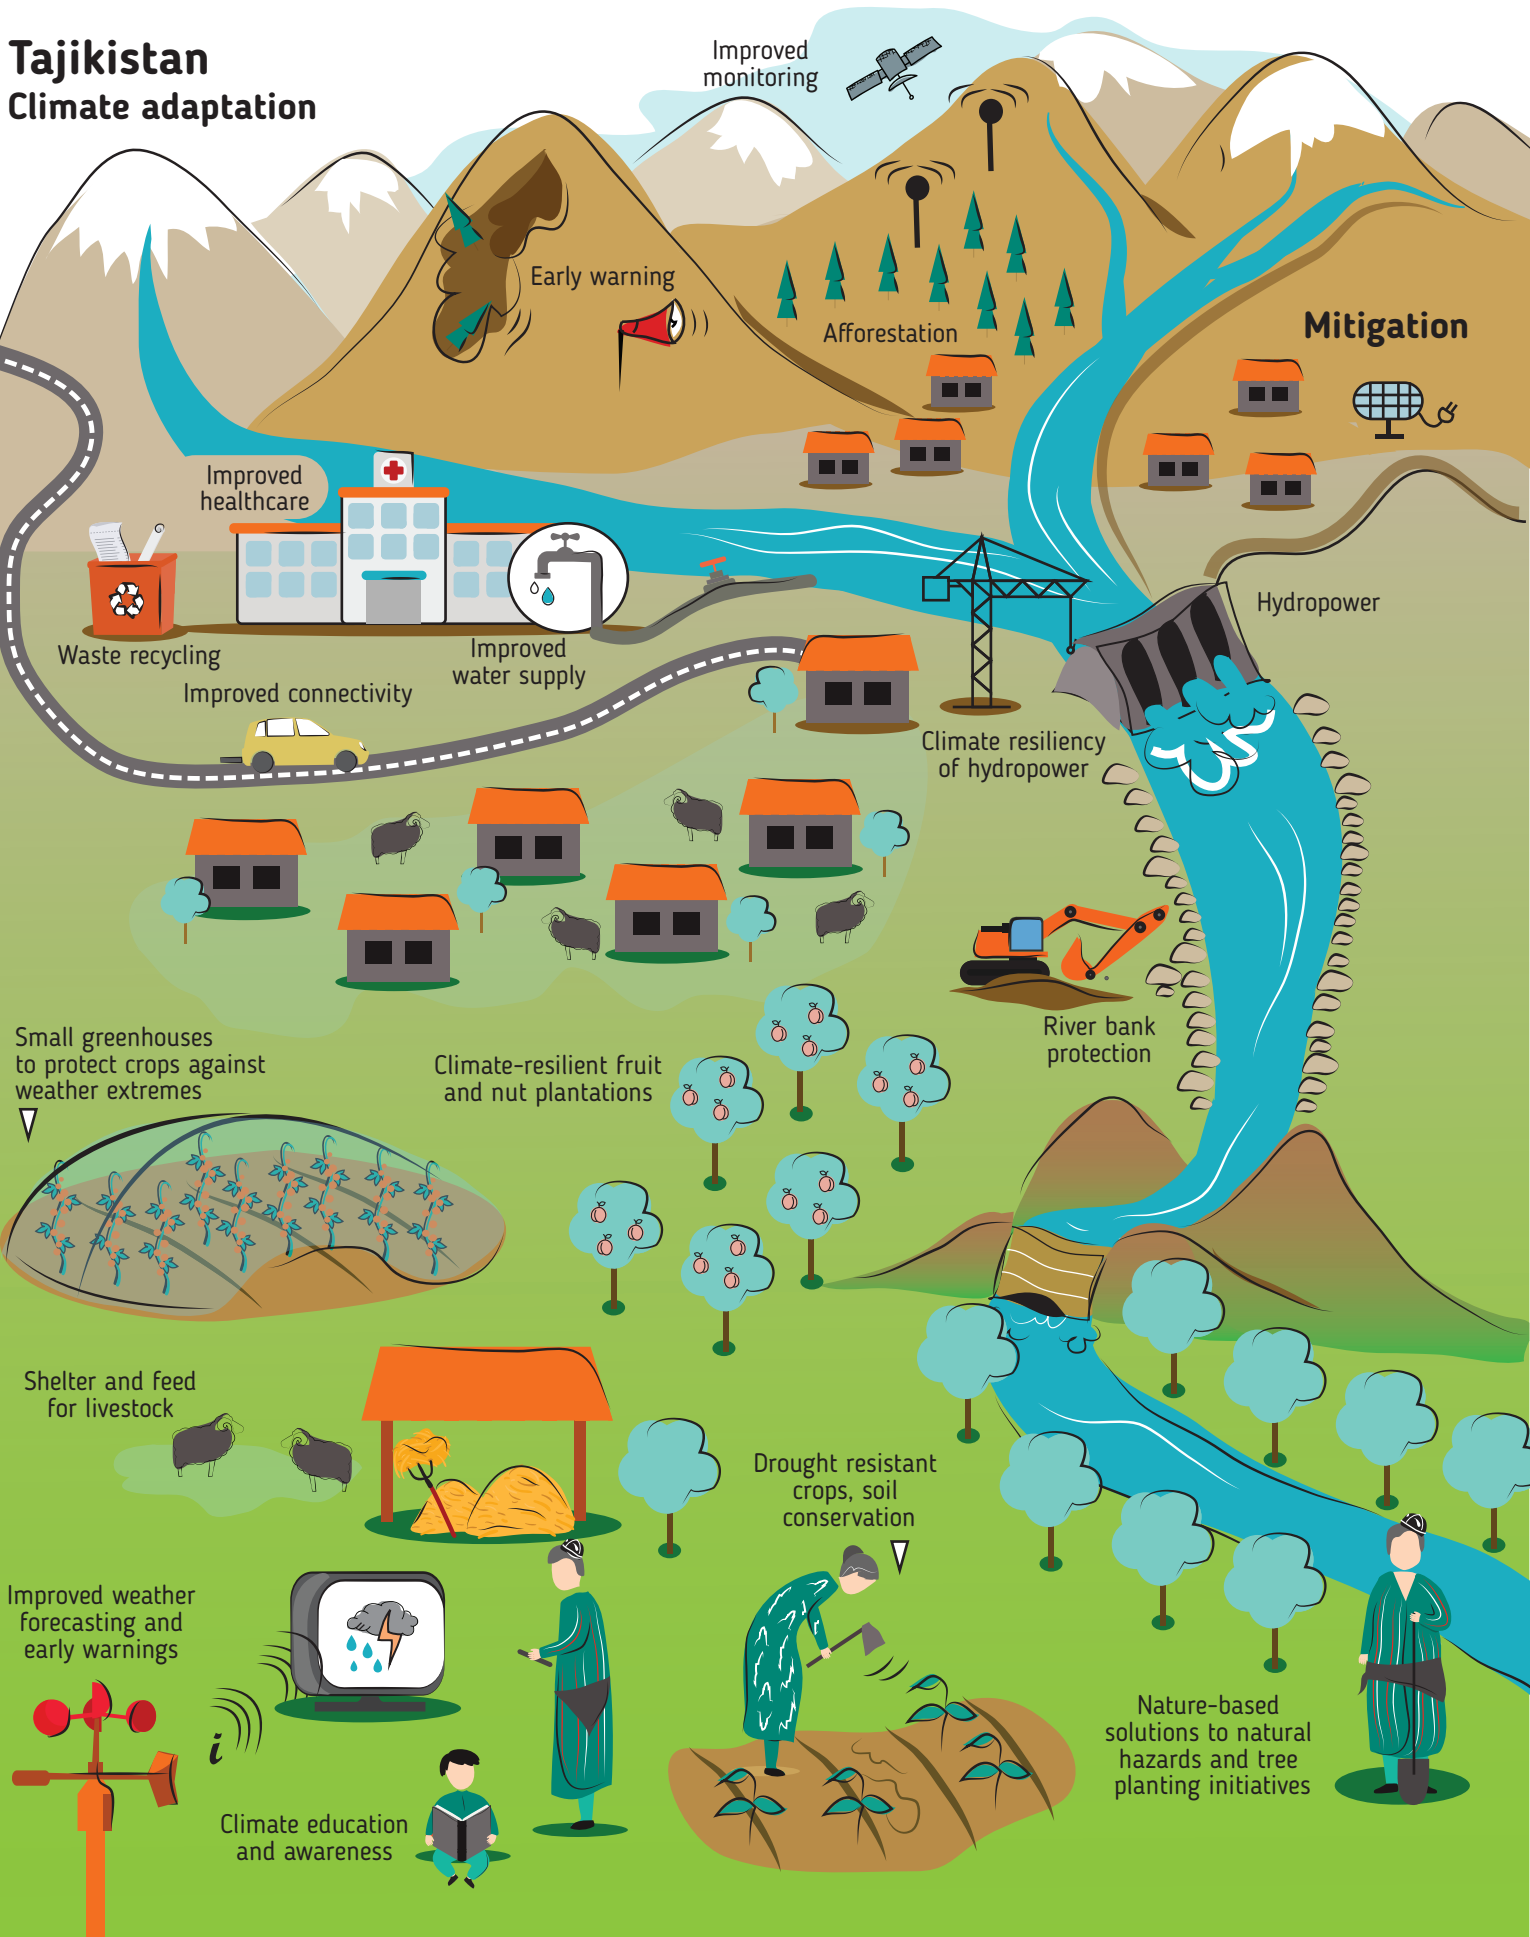 Tajikistan
Climate adaptation
Improved
monitoring
Early warning
Afforestation
Mitigation
Improved
healthcare
Hydropower
Waste recycling
Improved
water supply
Improved connectivity
Climate resiliency
of hydropower
River bank
protection
Small greenhouses
to protect crops against
weather extremes
Climate-resilient fruit
and nut plantations
Shelter and feed
for livestock
Drought resistant
crops, soil
conservation
Improved weather
forecasting and
early warnings
i
Nature-based
solutions to natural
hazards and tree
planting initiatives
Climate education
and awareness